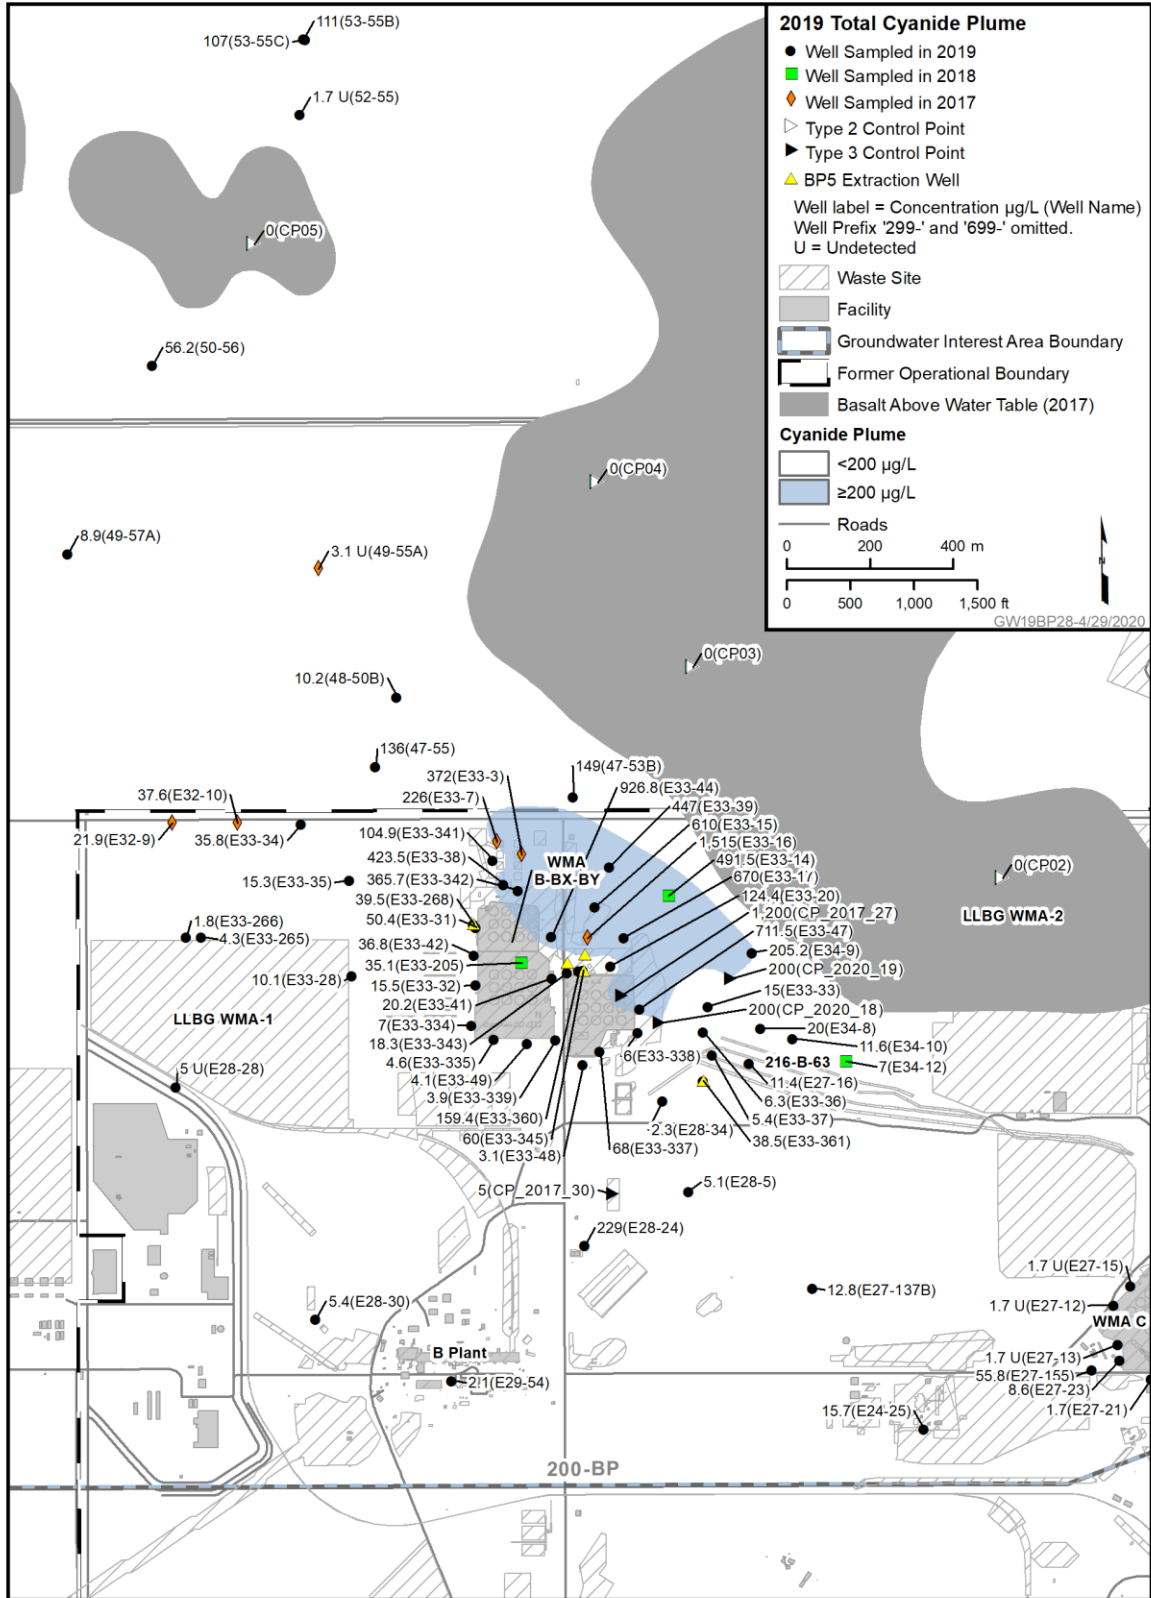 111(53-55B)
107(53-55C)
1.7 U(52-55)
0(CP05)
56.2(50-56)
0(CP04)
8.9(49-57A)
3.1 U(49-55A)
0(CP03)
10.2(48-50B)
136(47-55)
149(47-53B)
372(E33-3)
926.8(E33-44)
37.6(E32-10)
226(E33-7)
447(E33-39)
21.9(E32-9)
35.8(E33-34)
104.9(E33-341)
610(E33-15)
1,515(E33-16)
423.5(E33-38)
WMA
B-BX-BY
491.5(E33-14)
365.7(E33-342)
670(E33-17)
15.3(E33-35)
39.5(E33-268)
124.4(E33-20)
0(CP02)
50.4(E33-31)
1,200(CP_2017_27)
LLBG WMA-2
1.8(E33-266)
4.3(E33-265)
36.8(E33-42)
711.5(E33-47)
205.2(E34-9)
35.1(E33-205)
200(CP_2020_19)
10.1(E33-28)
15.5(E33-32)
20.2(E33-41)
15(E33-33)
LLBG WMA-1
7(E33-334)
200(CP_2020_18)
18.3(E33-343)
20(E34-8)
11.6(E34-10)
4.6(E33-335)
6(E33-338)
216-B-63
7(E34-12)
5 U(E28-28)
4.1(E33-49)
11.4(E27-16)
3.9(E33-339)
6.3(E33-36)
159.4(E33-360)
2.3(E28-34)
5.4(E33-37)
60(E33-345)
38.5(E33-361)
3.1(E33-48)
68(E33-337)
5(CP_2017_30)
5.1(E28-5)
229(E28-24)
1.7 U(E27-15)
12.8(E27-137B)
5.4(E28-30)
1.7 U(E27-12)
WMA C
B Plant
1.7 U(E27-13)
55.8(E27-155)
2.1(E29-54)
8.6(E27-23)
15.7(E24-25)
1.7(E27-21)
200-BP
2019 Total Cyanide Plume
Well Sampled in 2019
Well Sampled in 2018
Well Sampled in 2017
Type 2 Control Point
Type 3 Control Point
BP5 Extraction Well
Well label = Concentration µg/L (Well Name)
Well Prefix '299-' and '699-' omitted.
U = Undetected
Waste Site
Facility
Groundwater Interest Area Boundary
Former Operational Boundary
Basalt Above Water Table (2017)
Cyanide Plume
<200 µg/L
≥200 µg/L
Roads
0 200 400 m
N
0 500 1,000 1,500 ft
GW19BP28-4/29/2020